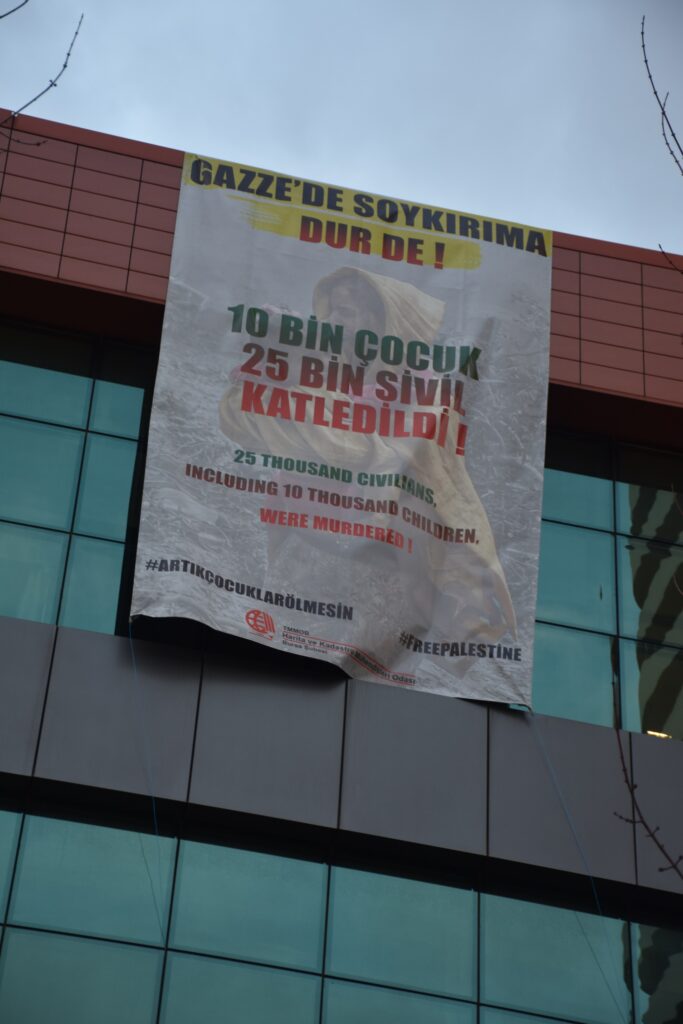 GAZZE'DE SOYKIRIMA
DUR DE !
10 BİN ÇOCUK
25 BİN SİVİL
KATLEDİLDİ !
25 THOUSAND CIVILIANS,
INCLUDING 10 THOUSAND CHILDREN,
WERE MURDERED !
#ARTIKÇOCUKLARÖLMESİN
TMMOB
Harita ve Kadastro Mühendisleri Odası
Bursa Şubesi
#FREEPALESTINE